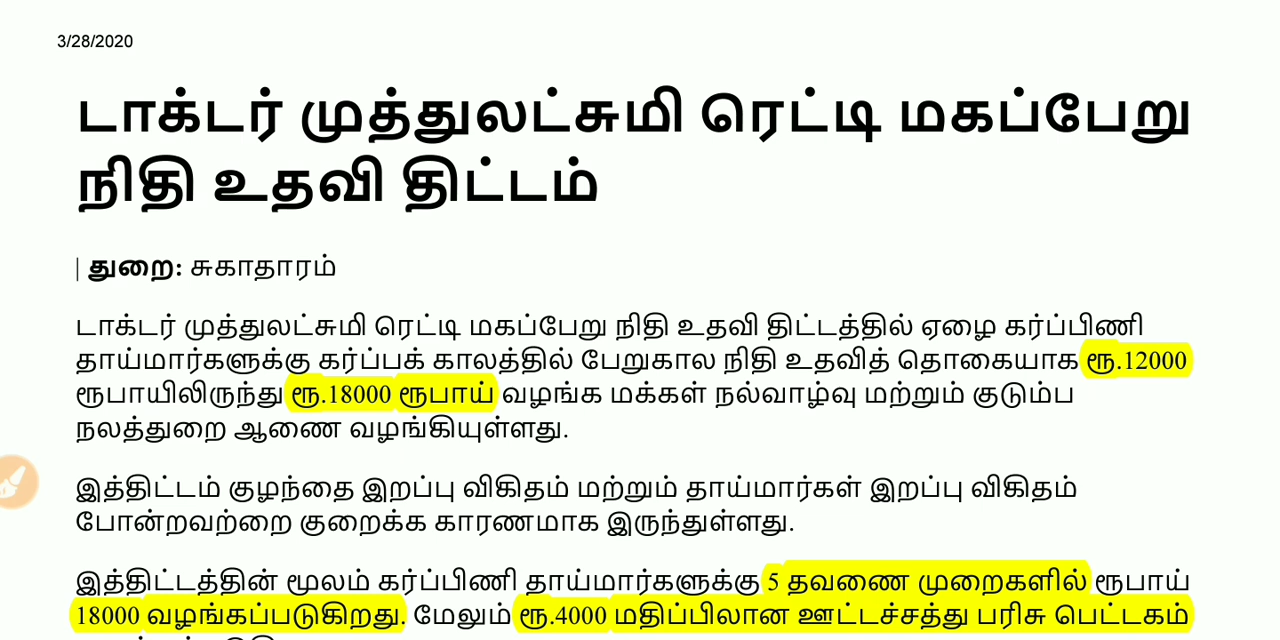 3/28/2020
டாக்டர் முத்துலட்சுமி ரெட்டி மகப்பேறு
நிதி உதவி திட்டம்
| துறை: சுகாதாரம்
டாக்டர் முத்துலட்சுமி ரெட்டி மகப்பேறு நிதி உதவி திட்டத்தில் ஏழை கர்ப்பிணி
தாய்மார்களுக்கு கர்ப்பக் காலத்தில் பேறுகால நிதி உதவித் தொகையாக ரூ.12000
ரூபாயிலிருந்து ரூ.18000 ரூபாய் வழங்க மக்கள் நல்வாழ்வு மற்றும் குடும்ப
நலத்துறை ஆணை வழங்கியுள்ளது.
இத்திட்டம் குழந்தை இறப்பு விகிதம் மற்றும் தாய்மார்கள் இறப்பு விகிதம்
போன்றவற்றை குறைக்க காரணமாக இருந்துள்ளது.
இத்திட்டத்தின் மூலம் கர்ப்பிணி தாய்மார்களுக்கு 5 தவணை முறைகளில் ரூபாய்
18000 வழங்கப்படுகிறது. மேலும் ரூ.4000 மதிப்பிலான ஊட்டச்சத்து பரிசு பெட்டகம்